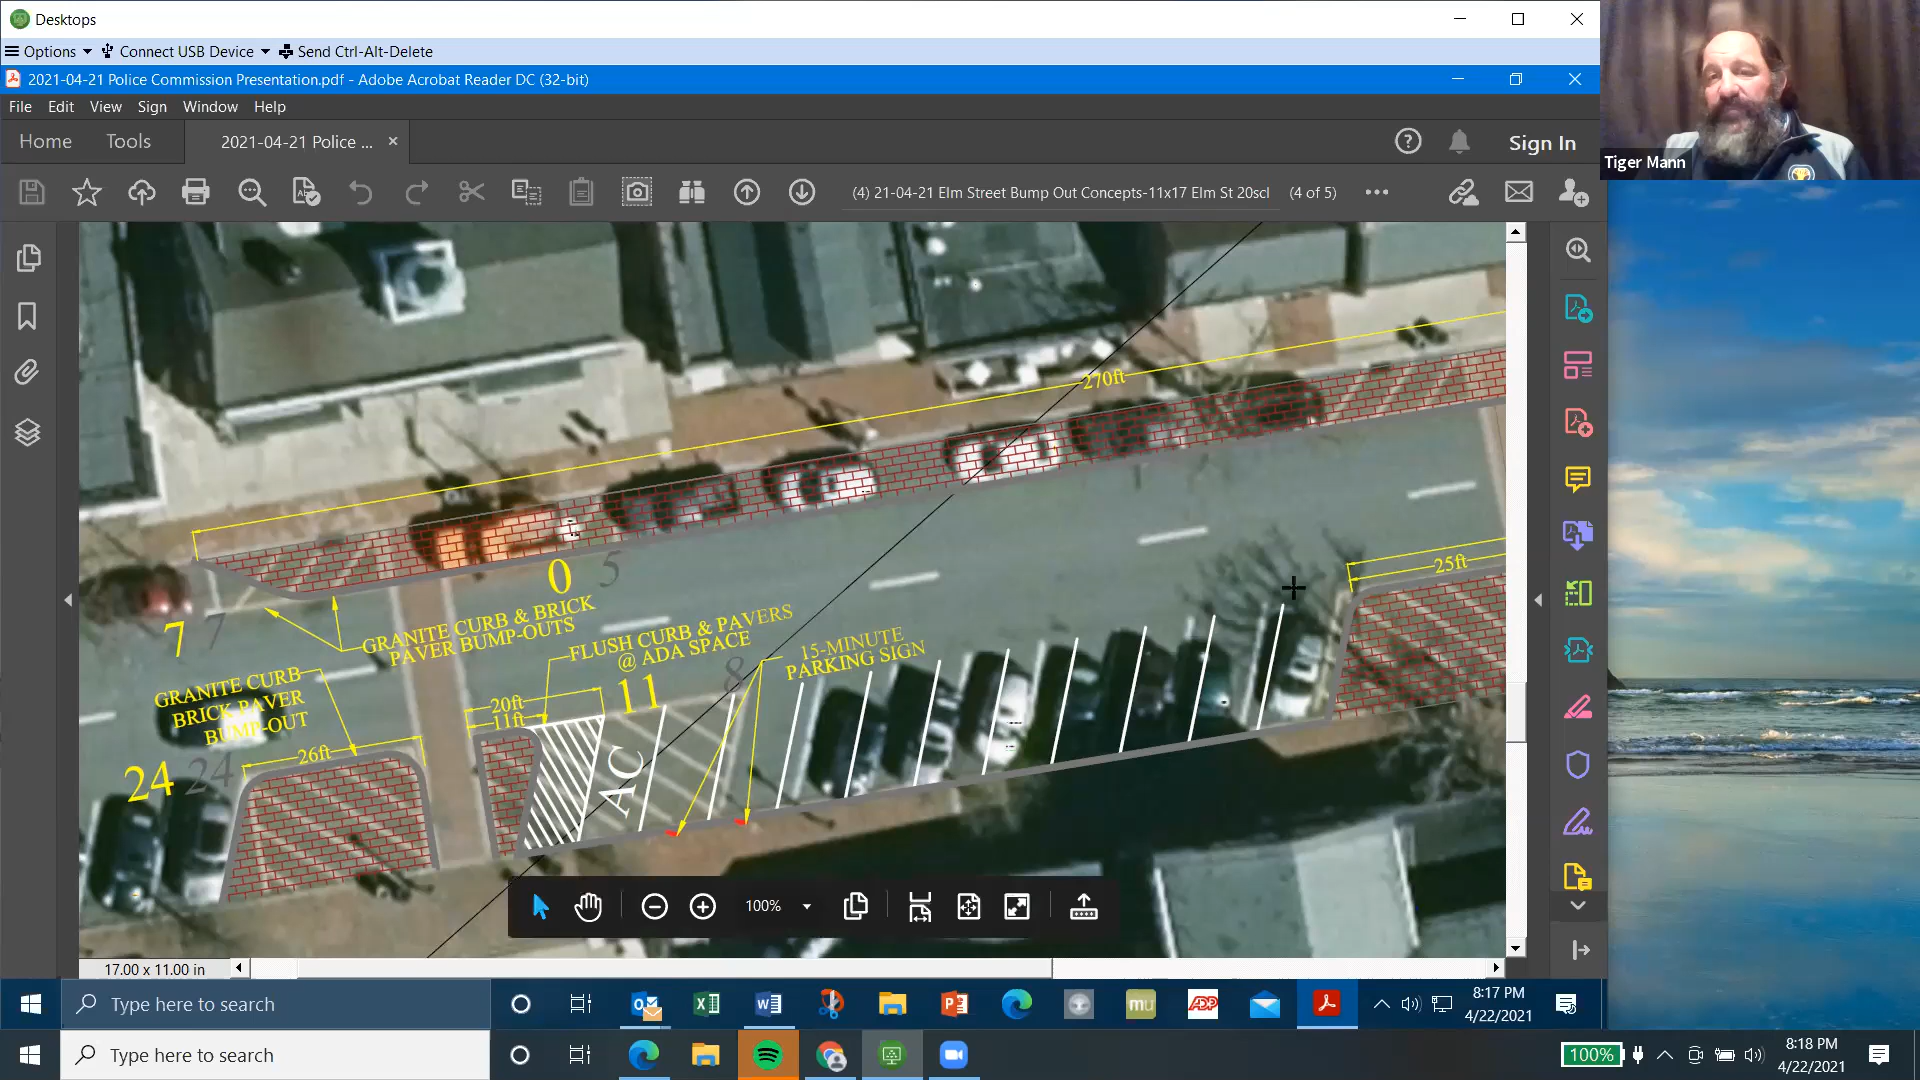 Desktops
Options
Connect USB Device
Send Ctrl-Alt-Delete
Tiger Mann
2021-04-21 Police Commission Presentation.pdf - Adobe Acrobat Reader DC (32-bit)
File Edit View Sign Window Help
Home Tools 2021-04-21 Police ... × Sign In
(4) 21-04-21 Elm Street Bump Out Concepts-11x17 Elm St 20scl (4 of 5)
270ft
0 5
7 7
GRANITE CURB & BRICK
PAVER BUMP-OUTS
FLUSH CURB & PAVERS
@ ADA SPACE
15-MINUTE
PARKING SIGN
25ft
GRANITE CURB
BRICK PAVER
BUMP-OUT
20ft
11ft
11 8
26ft
24 24
AC
100%
17.00 x 11.00 in
Type here to search
mu
ADP
8:17 PM
4/22/2021
Type here to search
100%
8:18 PM
4/22/2021